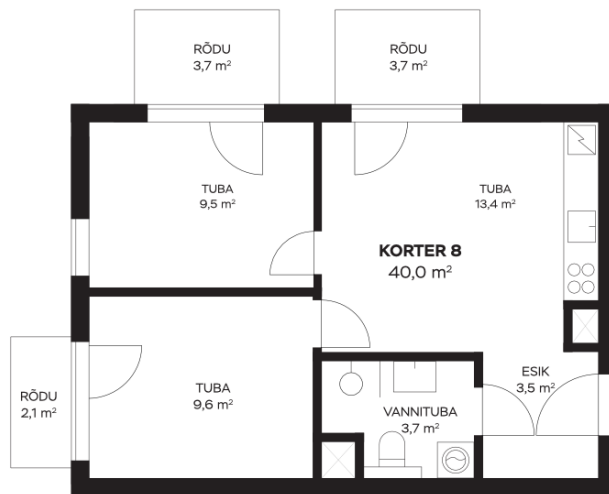 RÕDU
3,7 m²
RÕDU
3,7 m²
TUBA
9,5 m²
TUBA
13,4 m²
KORTER 8
40,0 m²
RÕDU
2,1 m²
TUBA
9,6 m²
ESIK
3,5 m²
VANNITUBA
3,7 m²